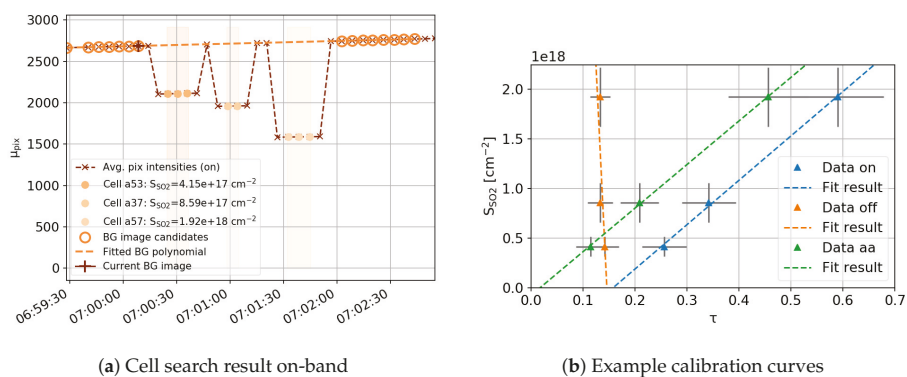 3000
2500
2000
1500
1000
500
0
μpix
Avg. pix intensities (on)
Cell a53: SSO2=4.15e+17 cm−2
Cell a37: SSO2=8.59e+17 cm−2
Cell a57: SSO2=1.92e+18 cm−2
BG image candidates
Fitted BG polynomial
Current BG image
06:59:30
07:00:00
07:00:30
07:01:00
07:01:30
07:02:00
07:02:30
(a) Cell search result on-band
1e18
2.0
1.5
1.0
0.5
0.0
SSO2 [cm−2]
Data on
Fit result
Data off
Fit result
Data aa
Fit result
0.0 0.1 0.2 0.3 0.4 0.5 0.6 0.7
τ
(b) Example calibration curves